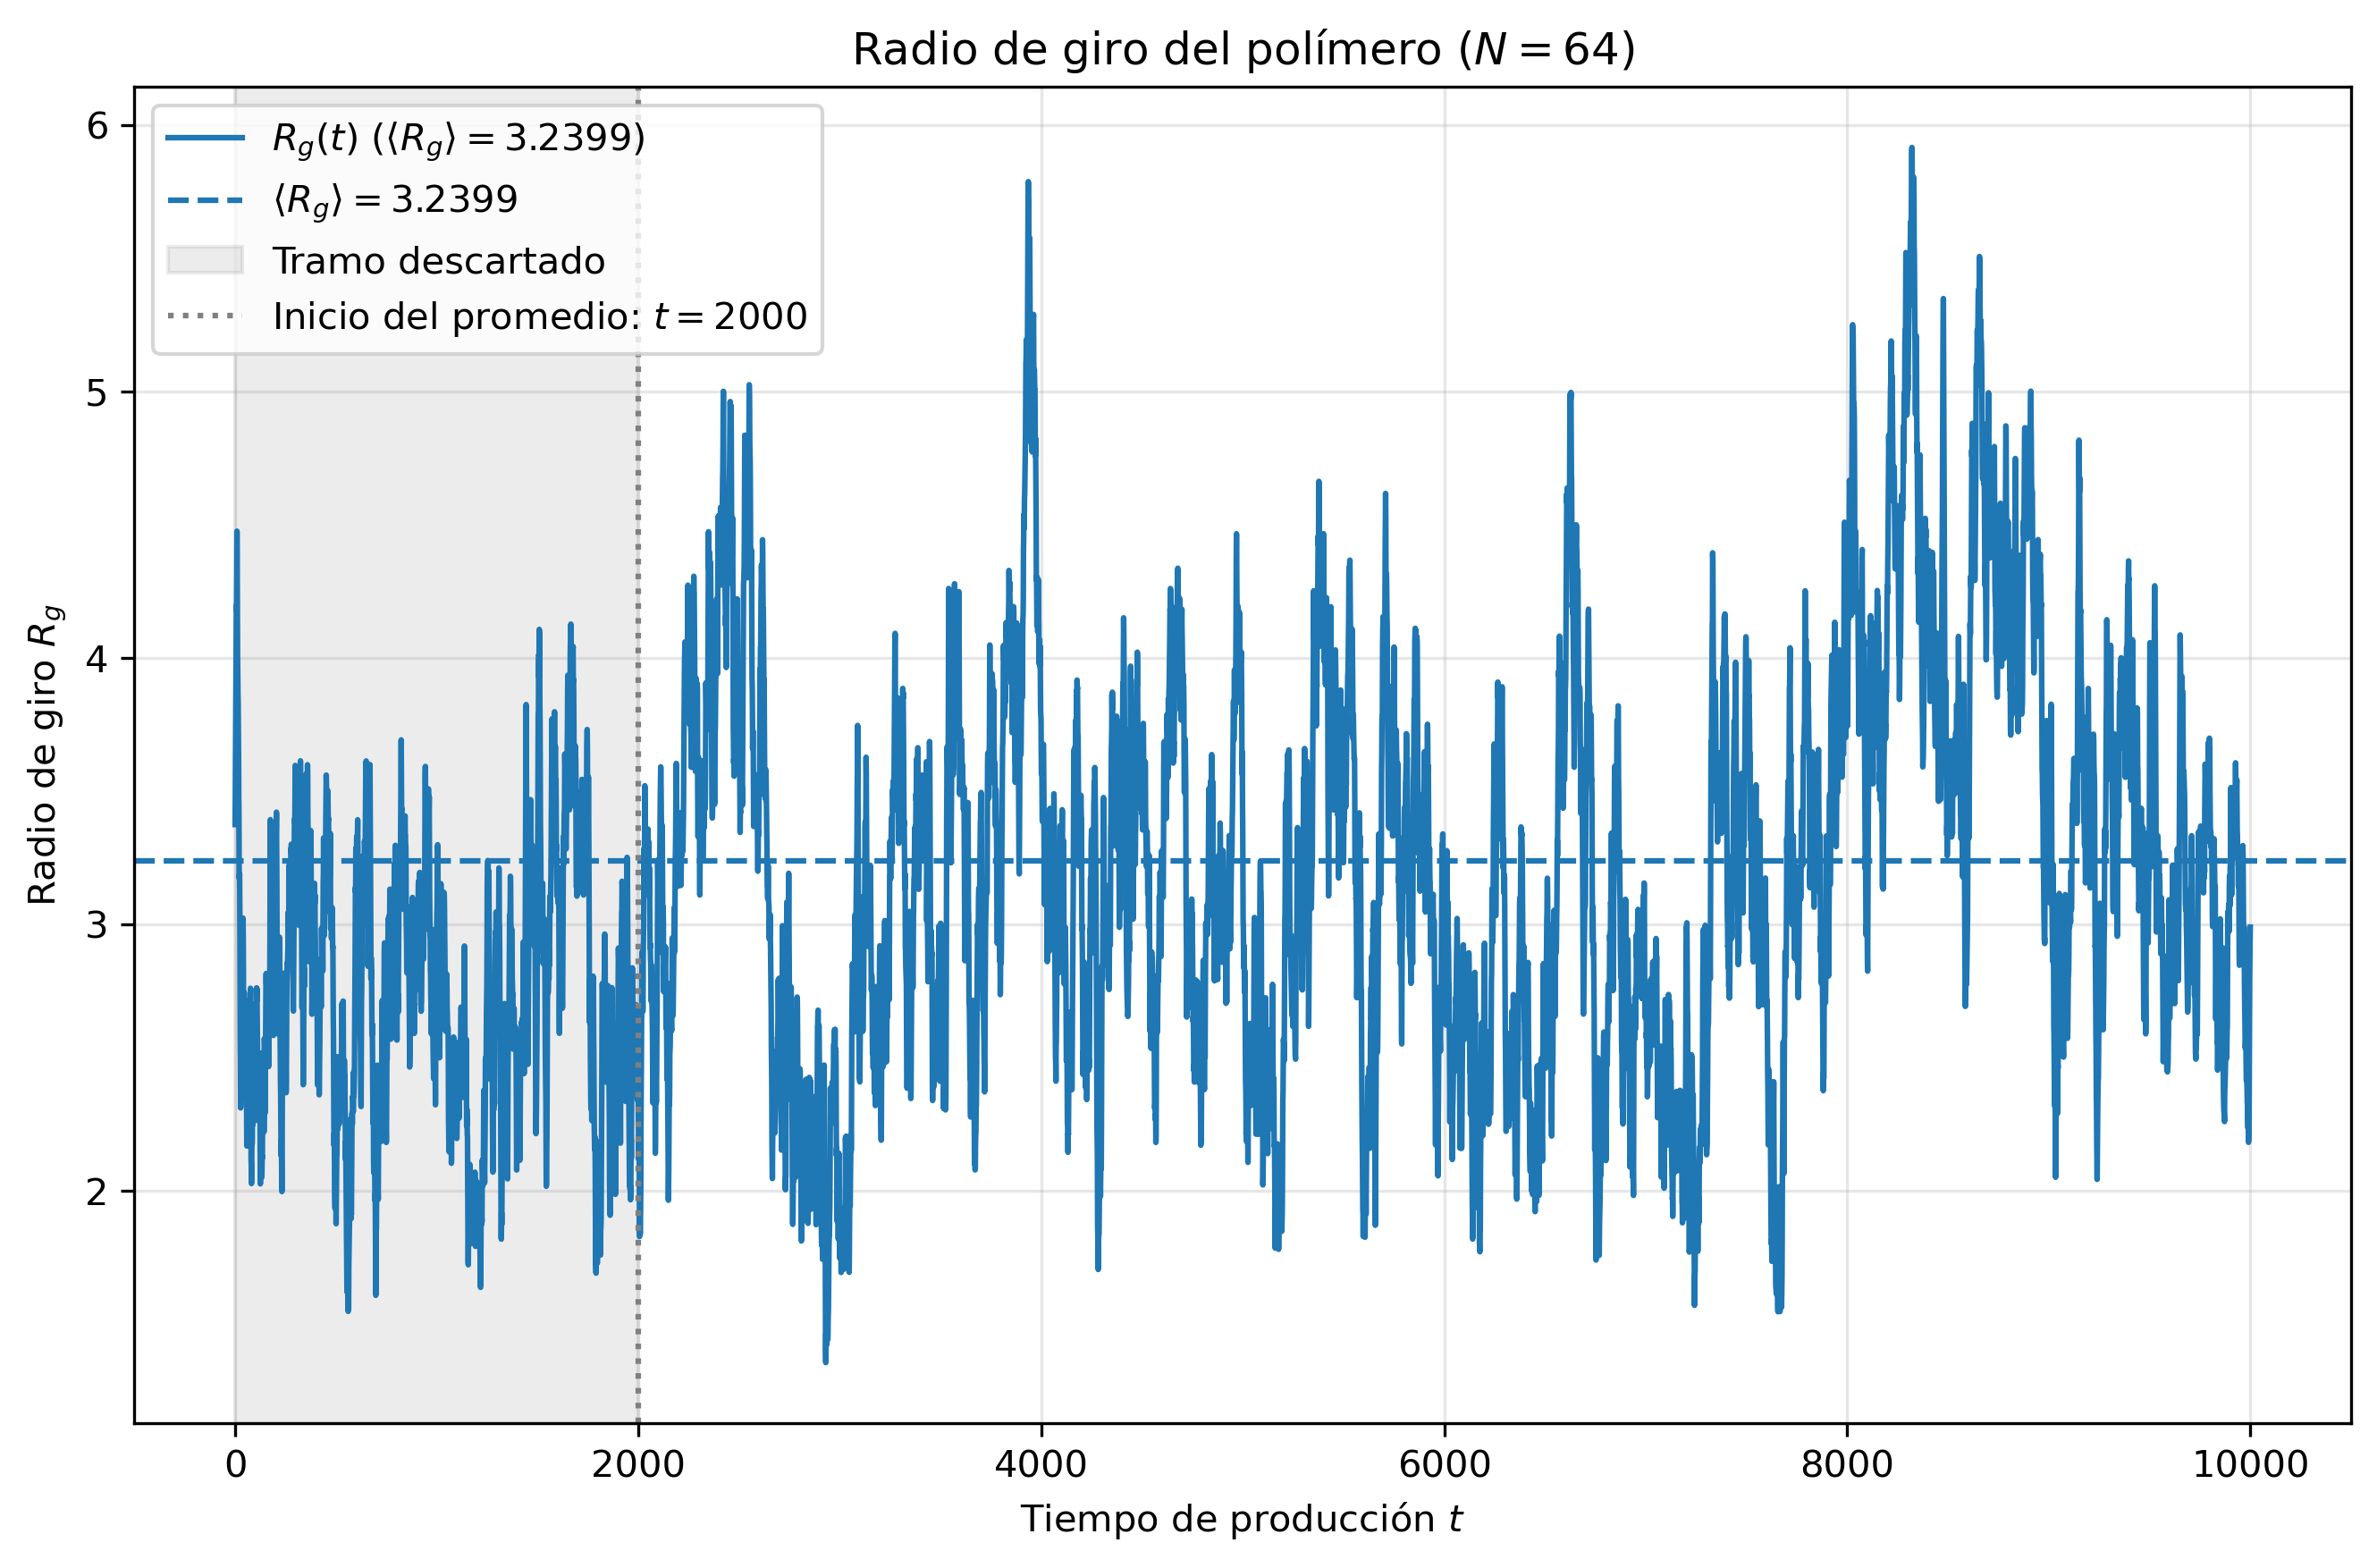 Radio de giro del polímero (N = 64)
R_g(t) (⟨R_g⟩ = 3.2399)
⟨R_g⟩ = 3.2399
Tramo descartado
Inicio del promedio: t = 2000
Radio de giro R_g
6
5
4
3
2
0 2000 4000 6000 8000 10000
Tiempo de producción t